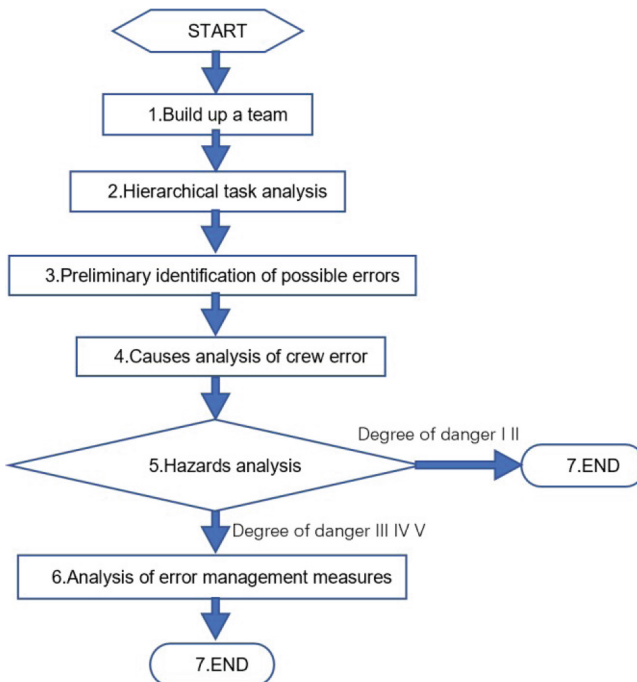 START
1.Build up a team
2.Hierarchical task analysis
3.Preliminary identification of possible errors
4.Causes analysis of crew error
Degree of danger I II
5.Hazards analysis
7.END
Degree of danger III IV V
6.Analysis of error management measures
7.END